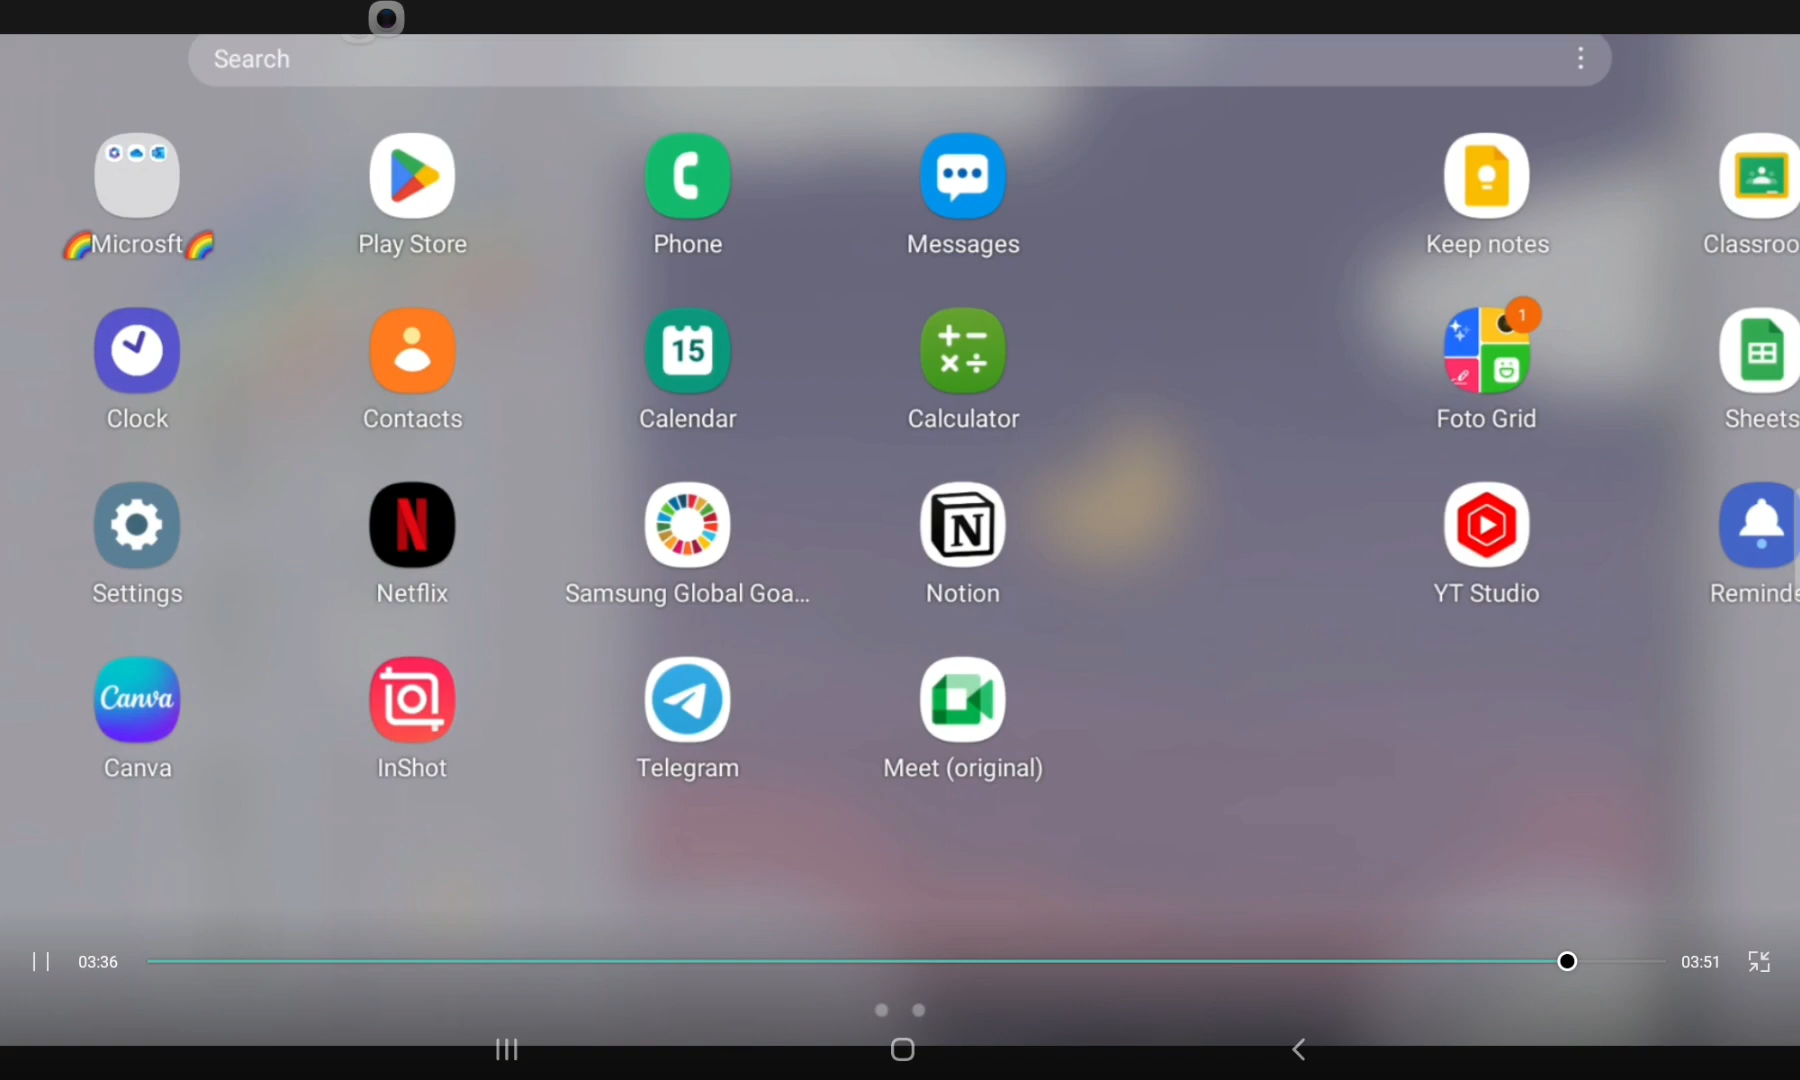 Search
🌈Microsft🌈
Play Store
Phone
Messages
Keep notes
Classroo
1
15
Clock
Contacts
Calendar
Calculator
Foto Grid
Sheets
N
N
Settings
Netflix
Samsung Global Goa...
Notion
YT Studio
Reminde
Canva
Canva
InShot
Telegram
Meet (original)
03:36
03:51